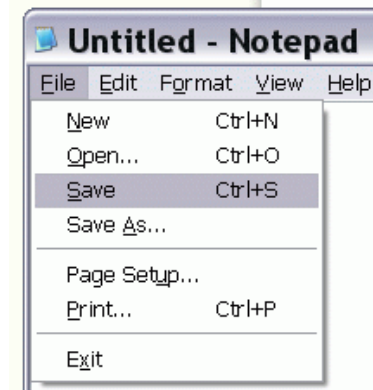 Untitled - Notepad
File Edit Format View Help
New Ctrl+N
Open... Ctrl+O
Save Ctrl+S
Save As...
Page Setup...
Print... Ctrl+P
Exit